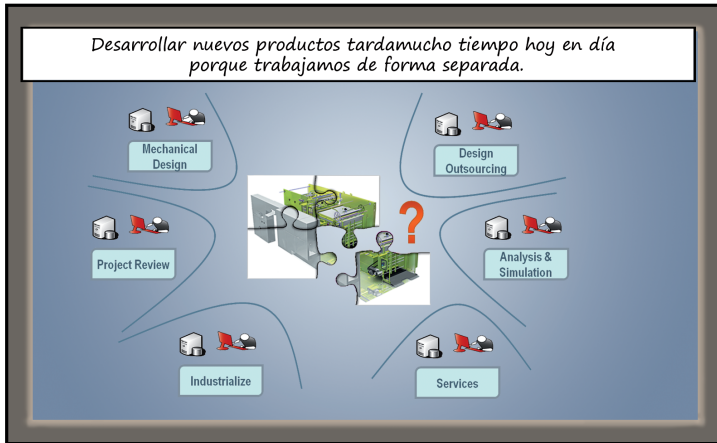 Desarrollar nuevos productos tardamucho tiempo hoy en día
porque trabajamos de forma separada.
Mechanical
Design
Design
Outsourcing
Project Review
?
Analysis &
Simulation
Industrialize
Services